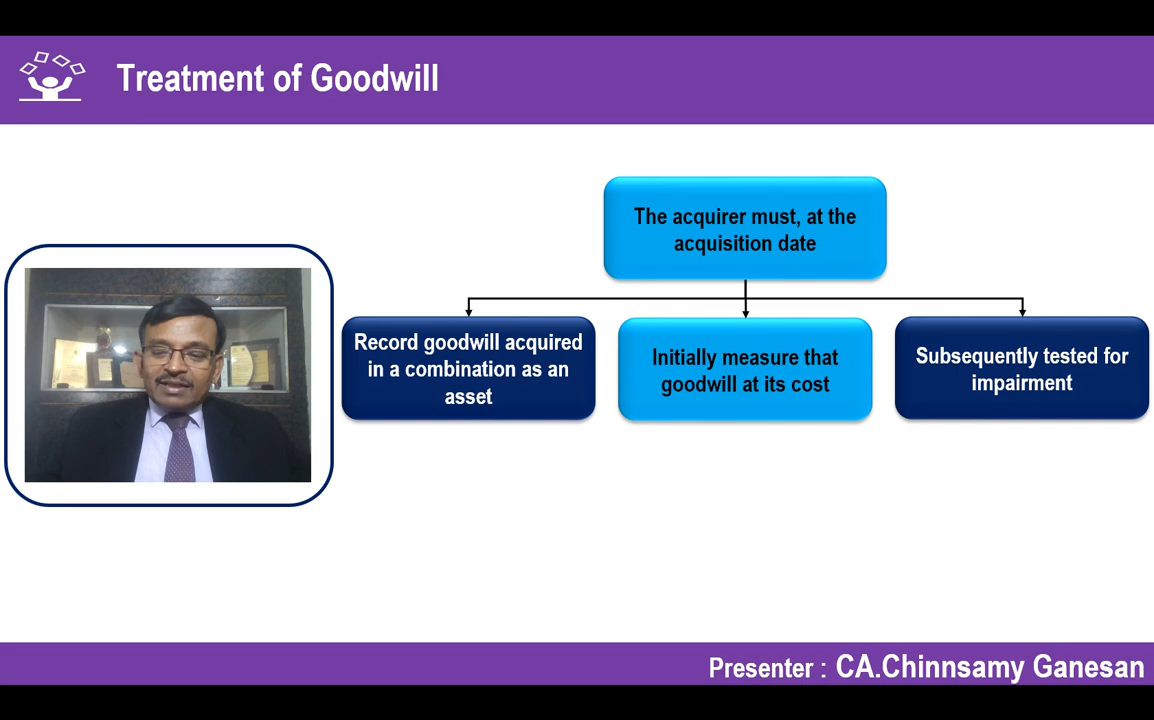 Treatment of Goodwill
The acquirer must, at the
acquisition date
Record goodwill acquired
in a combination as an
asset
Initially measure that
goodwill at its cost
Subsequently tested for
impairment
Presenter : CA.Chinnsamy Ganesan